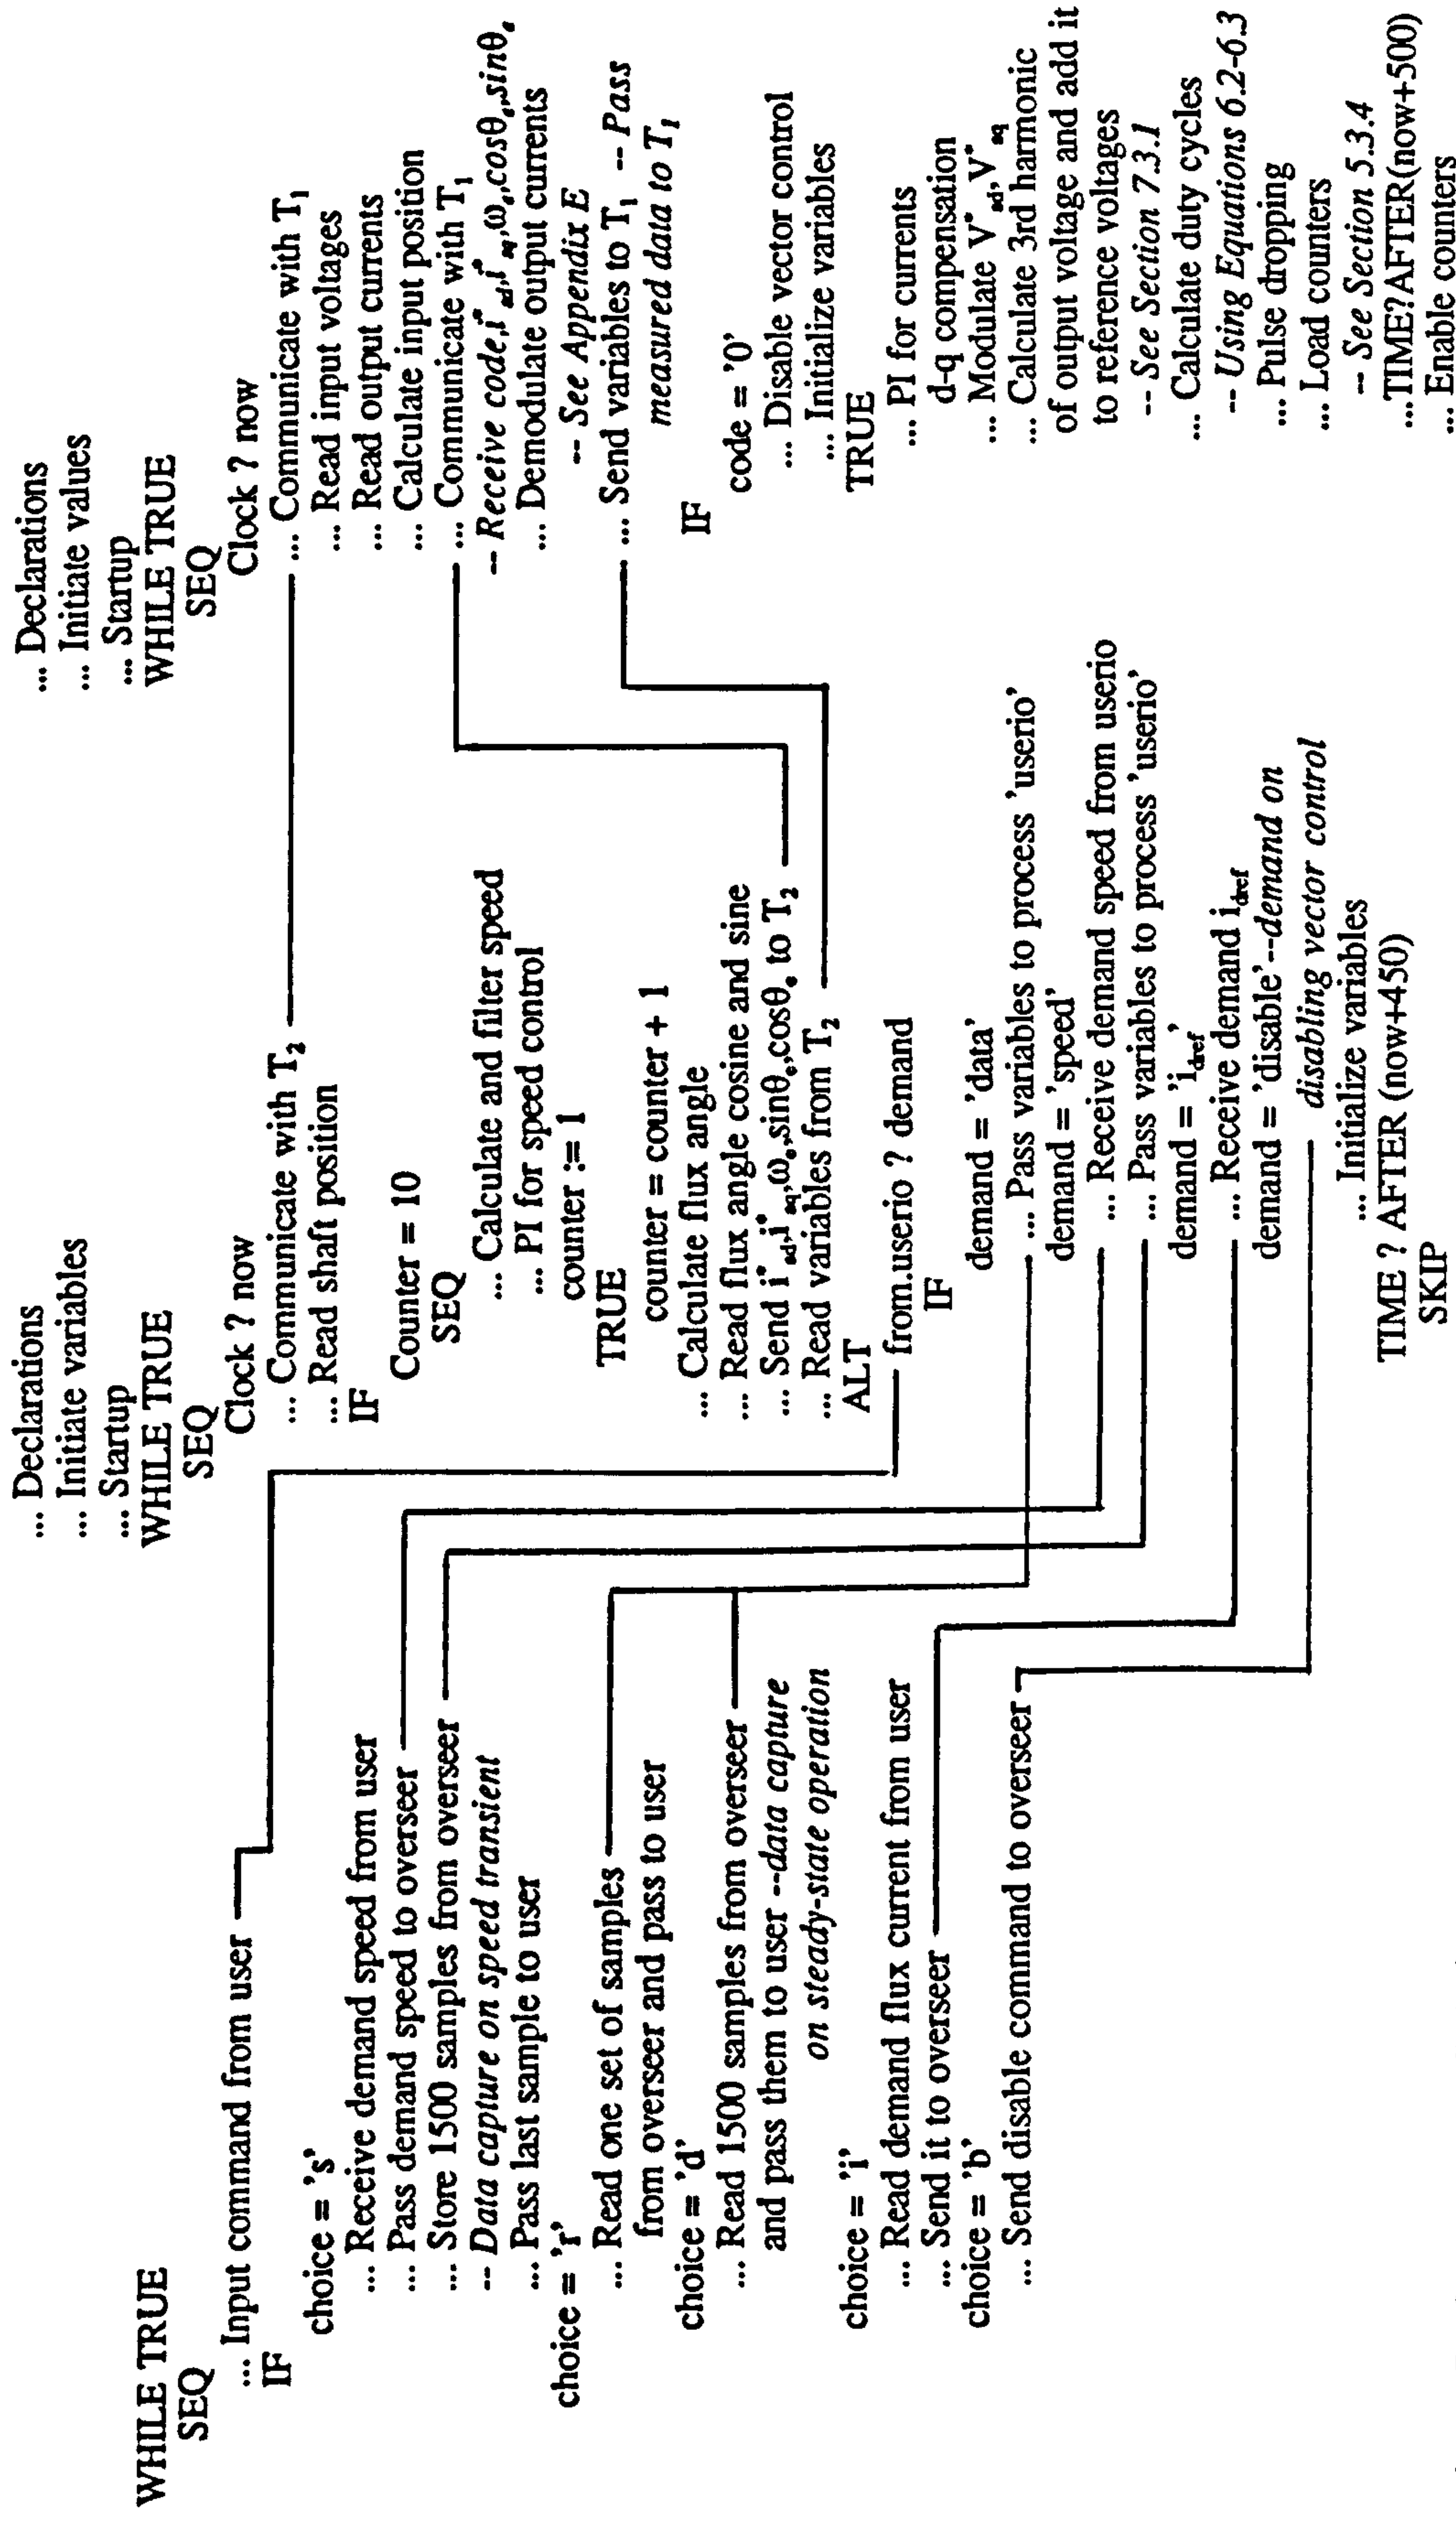 WHILE TRUE
SEQ
... Input command from user
IF
choice = 's'
... Receive demand speed from user
... Pass demand speed to overseer
... Store 1500 samples from overseer
-- Data capture on speed transient
... Pass last sample to user
choice = 'r'
... Read one set of samples
from overseer and pass to user
choice = 'd'
... Read 1500 samples from overseer
and pass them to user --data capture
on steady-state operation
choice = 'i'
... Read demand flux current from user
... Send it to overseer
choice = 'b'
... Send disable command to overseer
... Declarations
... Initiate variables
... Startup
WHILE TRUE
SEQ
Clock ? now
... Communicate with T₂
... Read shaft position
IF
Counter = 10
SEQ
... Calculate and filter speed
... PI for speed control
counter := 1
TRUE
counter = counter + 1
... Calculate flux angle
... Read flux angle cosine and sine
... Send i*sd,i*sq,ωe,sinθe,cosθe to T₂
... Read variables from T₂
ALT
from.userio ? demand
IF
demand = 'data'
... Pass variables to process 'userio'
demand = 'speed'
... Receive demand speed from userio
... Pass variables to process 'userio'
demand = 'idref'
... Receive demand idref
demand = 'disable'--demand on
disabling vector control
... Initialize variables
TIME ? AFTER (now+450)
SKIP
... Declarations
... Initiate values
... Startup
WHILE TRUE
SEQ
Clock ? now
... Communicate with T₁
... Read input voltages
... Read output currents
... Calculate input position
... Communicate with T₁
-- Receive code,i*sd,i*sq,ωe,cosθe,sinθe
... Demodulate output currents
-- See Appendix E
... Send variables to T₁ -- Pass
measured data to T₁
IF
code = '0'
... Disable vector control
... Initialize variables
TRUE
... PI for currents
d-q compensation
... Modulate V*sd,V*sq
... Calculate 3rd harmonic
of output voltage and add it
to reference voltages
-- See Section 7.3.1
... Calculate duty cycles
-- Using Equations 6.2-6.3
... Pulse dropping
... Load counters
-- See Section 5.3.4
... TIME?AFTER(now+500)
... Enable counters